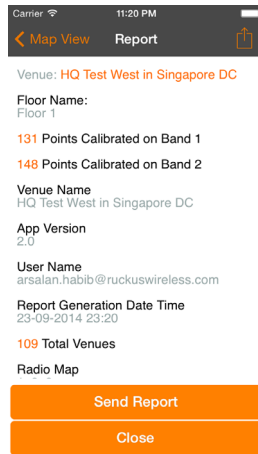 Carrier 11:20 PM
Map View Report
Venue: HQ Test West in Singapore DC
Floor Name:
Floor 1
131 Points Calibrated on Band 1
148 Points Calibrated on Band 2
Venue Name
HQ Test West in Singapore DC
App Version
2.0
User Name
arsalan.habib@ruckuswireless.com
Report Generation Date Time
23-09-2014 23:20
109 Total Venues
Radio Map
Send Report
Close